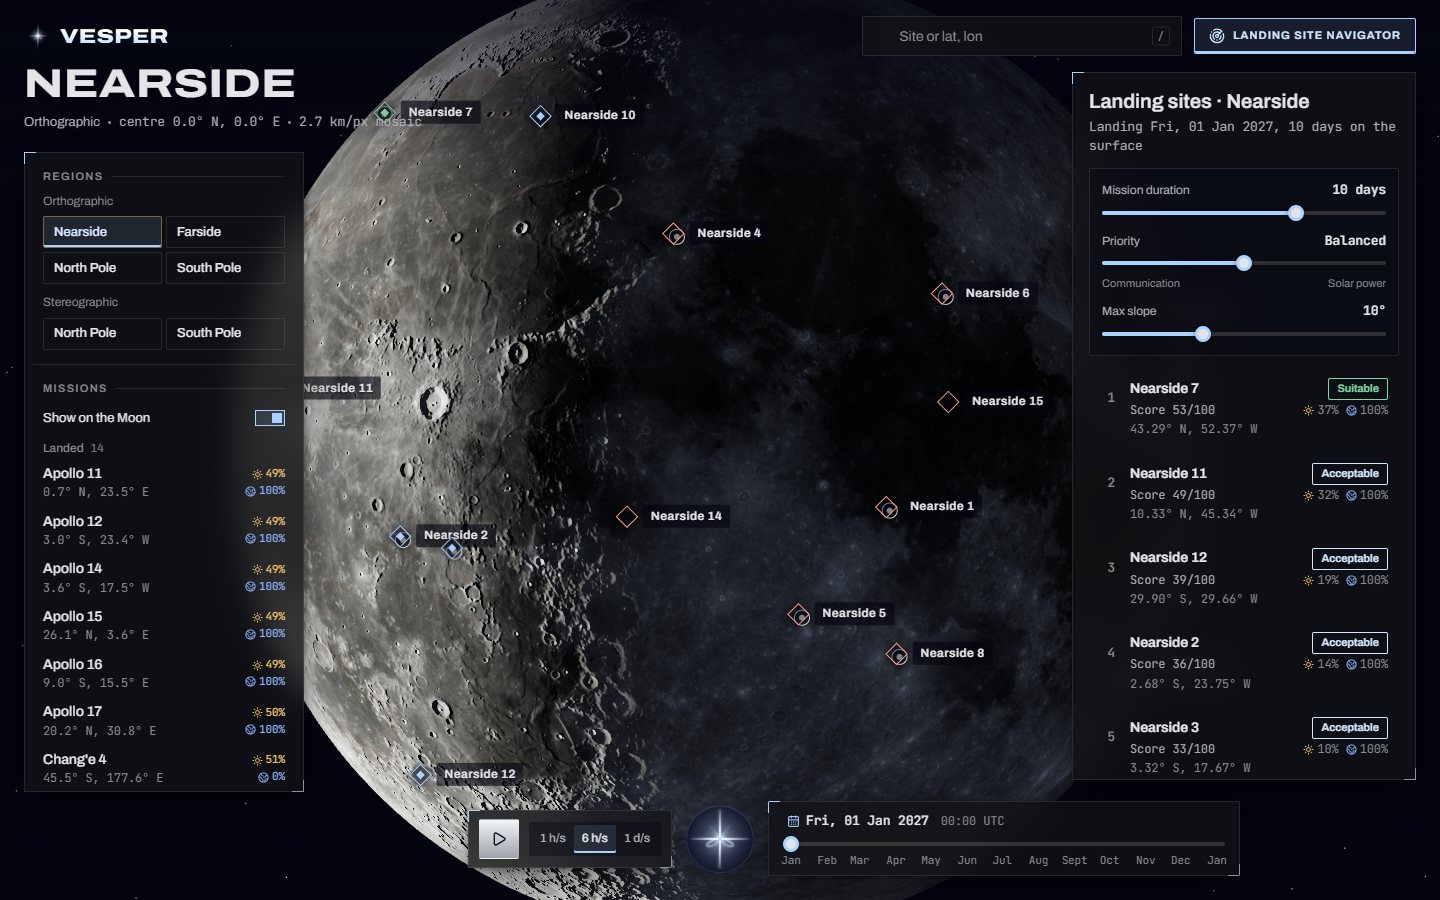 VESPER
NEARSIDE
Orthographic · centre 0.0° N, 0.0° E · 2.7 km/px mosaic
Site or lat, lon
/
LANDING SITE NAVIGATOR
REGIONS
Orthographic
Nearside
Farside
North Pole
South Pole
Stereographic
North Pole
South Pole
MISSIONS
Show on the Moon
Landed 14
Apollo 11
49%
0.7° N, 23.5° E
100%
Apollo 12
49%
3.0° S, 23.4° W
100%
Apollo 14
49%
3.6° S, 17.5° W
100%
Apollo 15
49%
26.1° N, 3.6° E
100%
Apollo 16
49%
9.0° S, 15.5° E
100%
Apollo 17
50%
20.2° N, 30.8° E
100%
Chang'e 4
51%
45.5° S, 177.6° E
0%
Nearside 7
Nearside 10
Nearside 4
Nearside 6
Nearside 11
Nearside 15
Nearside 14
Nearside 1
Nearside 2
Nearside 5
Nearside 8
Nearside 12
Landing sites · Nearside
Landing Fri, 01 Jan 2027, 10 days on the
surface
Mission duration
10 days
Priority
Balanced
Communication
Solar power
Max slope
10°
1
Nearside 7
Suitable
Score 53/100
37% 100%
43.29° N, 52.37° W
2
Nearside 11
Acceptable
Score 49/100
32% 100%
10.33° N, 45.34° W
3
Nearside 12
Acceptable
Score 39/100
19% 100%
29.90° S, 29.66° W
4
Nearside 2
Acceptable
Score 36/100
14% 100%
2.68° S, 23.75° W
5
Nearside 3
Acceptable
Score 33/100
10% 100%
3.32° S, 17.67° W
1 h/s
6 h/s
1 d/s
Fri, 01 Jan 2027 00:00 UTC
Jan Feb Mar Apr May Jun Jul Aug Sept Oct Nov Dec Jan